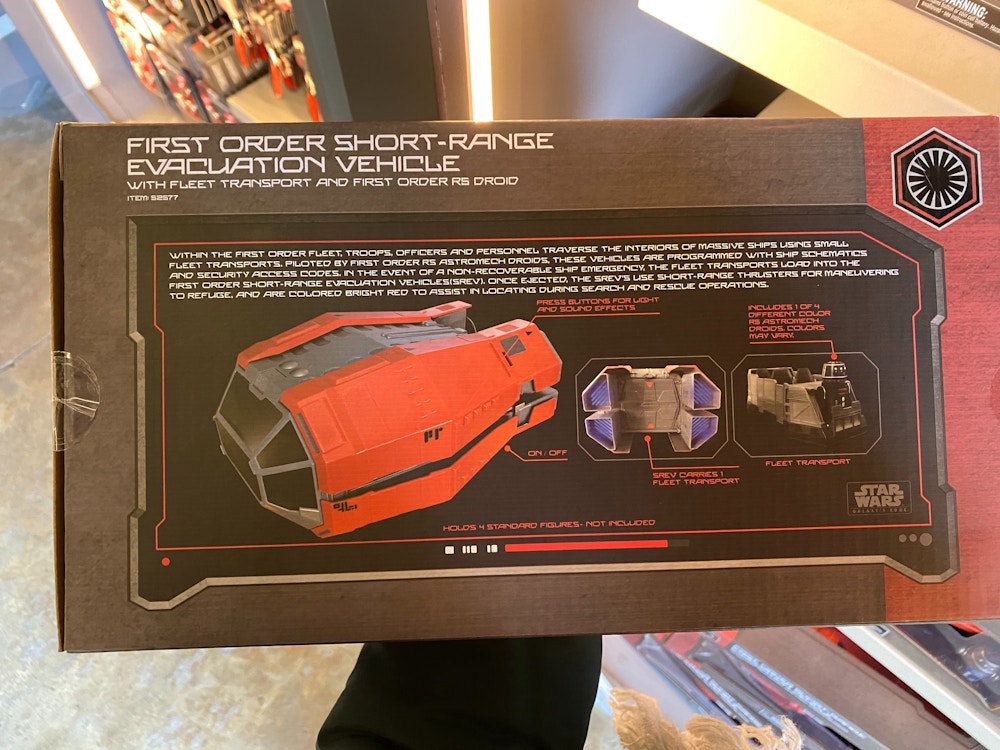 WARNING:
FIRST ORDER SHORT-RANGE
EVACUATION VEHICLE
WITH FLEET TRANSPORT AND FIRST ORDER R5 DROID
ITEM: 52577
WITHIN THE FIRST ORDER FLEET, TROOPS, OFFICERS AND PERSONNEL TRAVERSE THE INTERIORS OF MASSIVE SHIPS USING SMALL
FLEET TRANSPORTS. PILOTED BY FIRST ORDER R5 ASTROMECH DROIDS, THESE VEHICLES ARE PROGRAMMED WITH SHIP SCHEMATICS
AND SECURITY ACCESS CODES. IN THE EVENT OF A NON-RECOVERABLE SHIP EMERGENCY, THE FLEET TRANSPORTS LOAD INTO THE
FIRST ORDER SHORT-RANGE EVACUATION VEHICLES(SREV). ONCE EJECTED, THE SREV'S USE SHORT-RANGE THRUSTERS FOR MANEUVERING
TO REFUGE, AND ARE COLORED BRIGHT RED TO ASSIST IN LOCATING DURING SEARCH AND RESCUE OPERATIONS.
PRESS BUTTONS FOR LIGHT
AND SOUND EFFECTS
INCLUDES 1 OF 4
DIFFERENT COLOR
R5 ASTROMECH
DROIDS. COLORS
MAY VARY.
ON / OFF
SREV CARRIES 1
FLEET TRANSPORT
FLEET TRANSPORT
STAR
WARS
GALAXY'S EDGE
HOLDS 4 STANDARD FIGURES- NOT INCLUDED